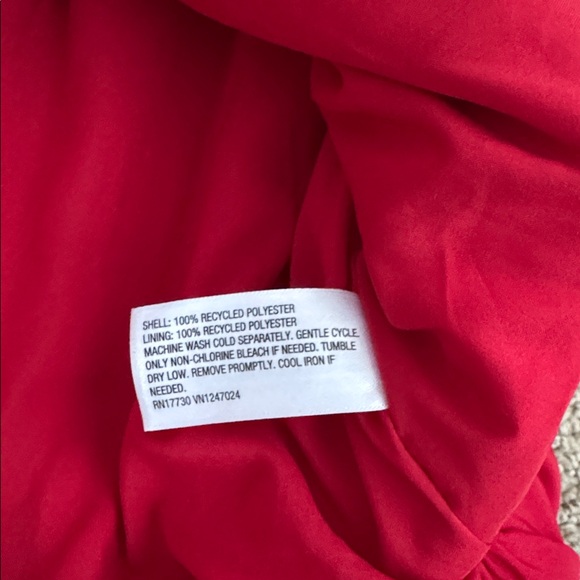 SHELL: 100% RECYCLED POLYESTER
LINING: 100% RECYCLED POLYESTER
MACHINE WASH COLD SEPARATELY. GENTLE CYCLE.
ONLY NON-CHLORINE BLEACH IF NEEDED. TUMBLE
DRY LOW. REMOVE PROMPTLY. COOL IRON IF
NEEDED.
RN17730 VN1247024